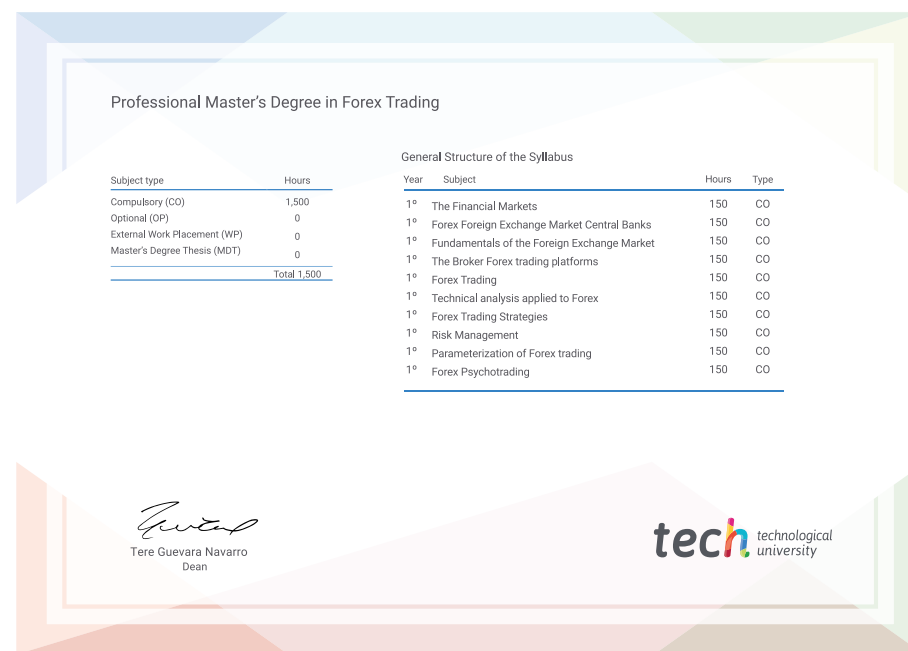 Professional Master's Degree in Forex Trading
Subject type Hours
Compulsory (CO) 1,500
Optional (OP) 0
External Work Placement (WP) 0
Master's Degree Thesis (MDT) 0
Total 1,500
General Structure of the Syllabus
Year Subject Hours Type
1º The Financial Markets 150 CO
1º Forex Foreign Exchange Market Central Banks 150 CO
1º Fundamentals of the Foreign Exchange Market 150 CO
1º The Broker Forex trading platforms 150 CO
1º Forex Trading 150 CO
1º Technical analysis applied to Forex 150 CO
1º Forex Trading Strategies 150 CO
1º Risk Management 150 CO
1º Parameterization of Forex trading 150 CO
1º Forex Psychotrading 150 CO
Tere Guevara Navarro
Dean
tech technological
university